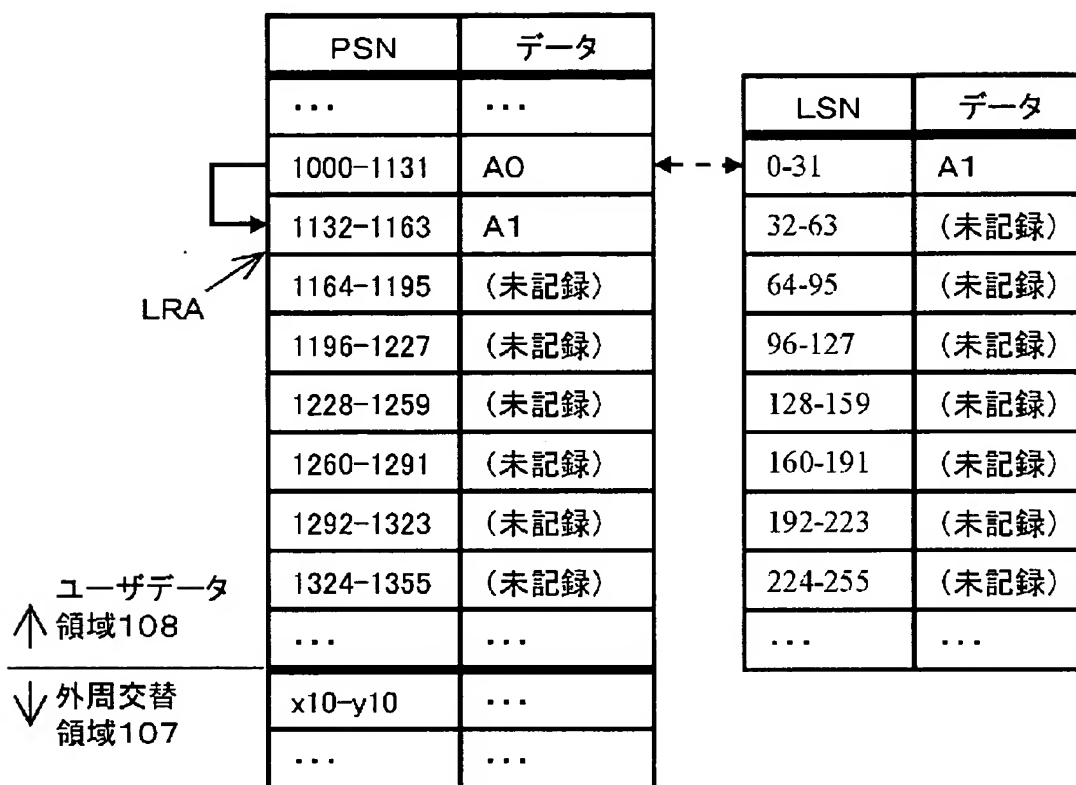 PSN データ
... ...
1000-1131 A0
1132-1163 A1
1164-1195 (未記録)
1196-1227 (未記録)
1228-1259 (未記録)
1260-1291 (未記録)
1292-1323 (未記録)
1324-1355 (未記録)
... ...
x10-y10 ...
... ...
LRA
ユーザデータ
領域108
外周交替
領域107
LSN データ
0-31 A1
32-63 (未記録)
64-95 (未記録)
96-127 (未記録)
128-159 (未記録)
160-191 (未記録)
192-223 (未記録)
224-255 (未記録)
... ...